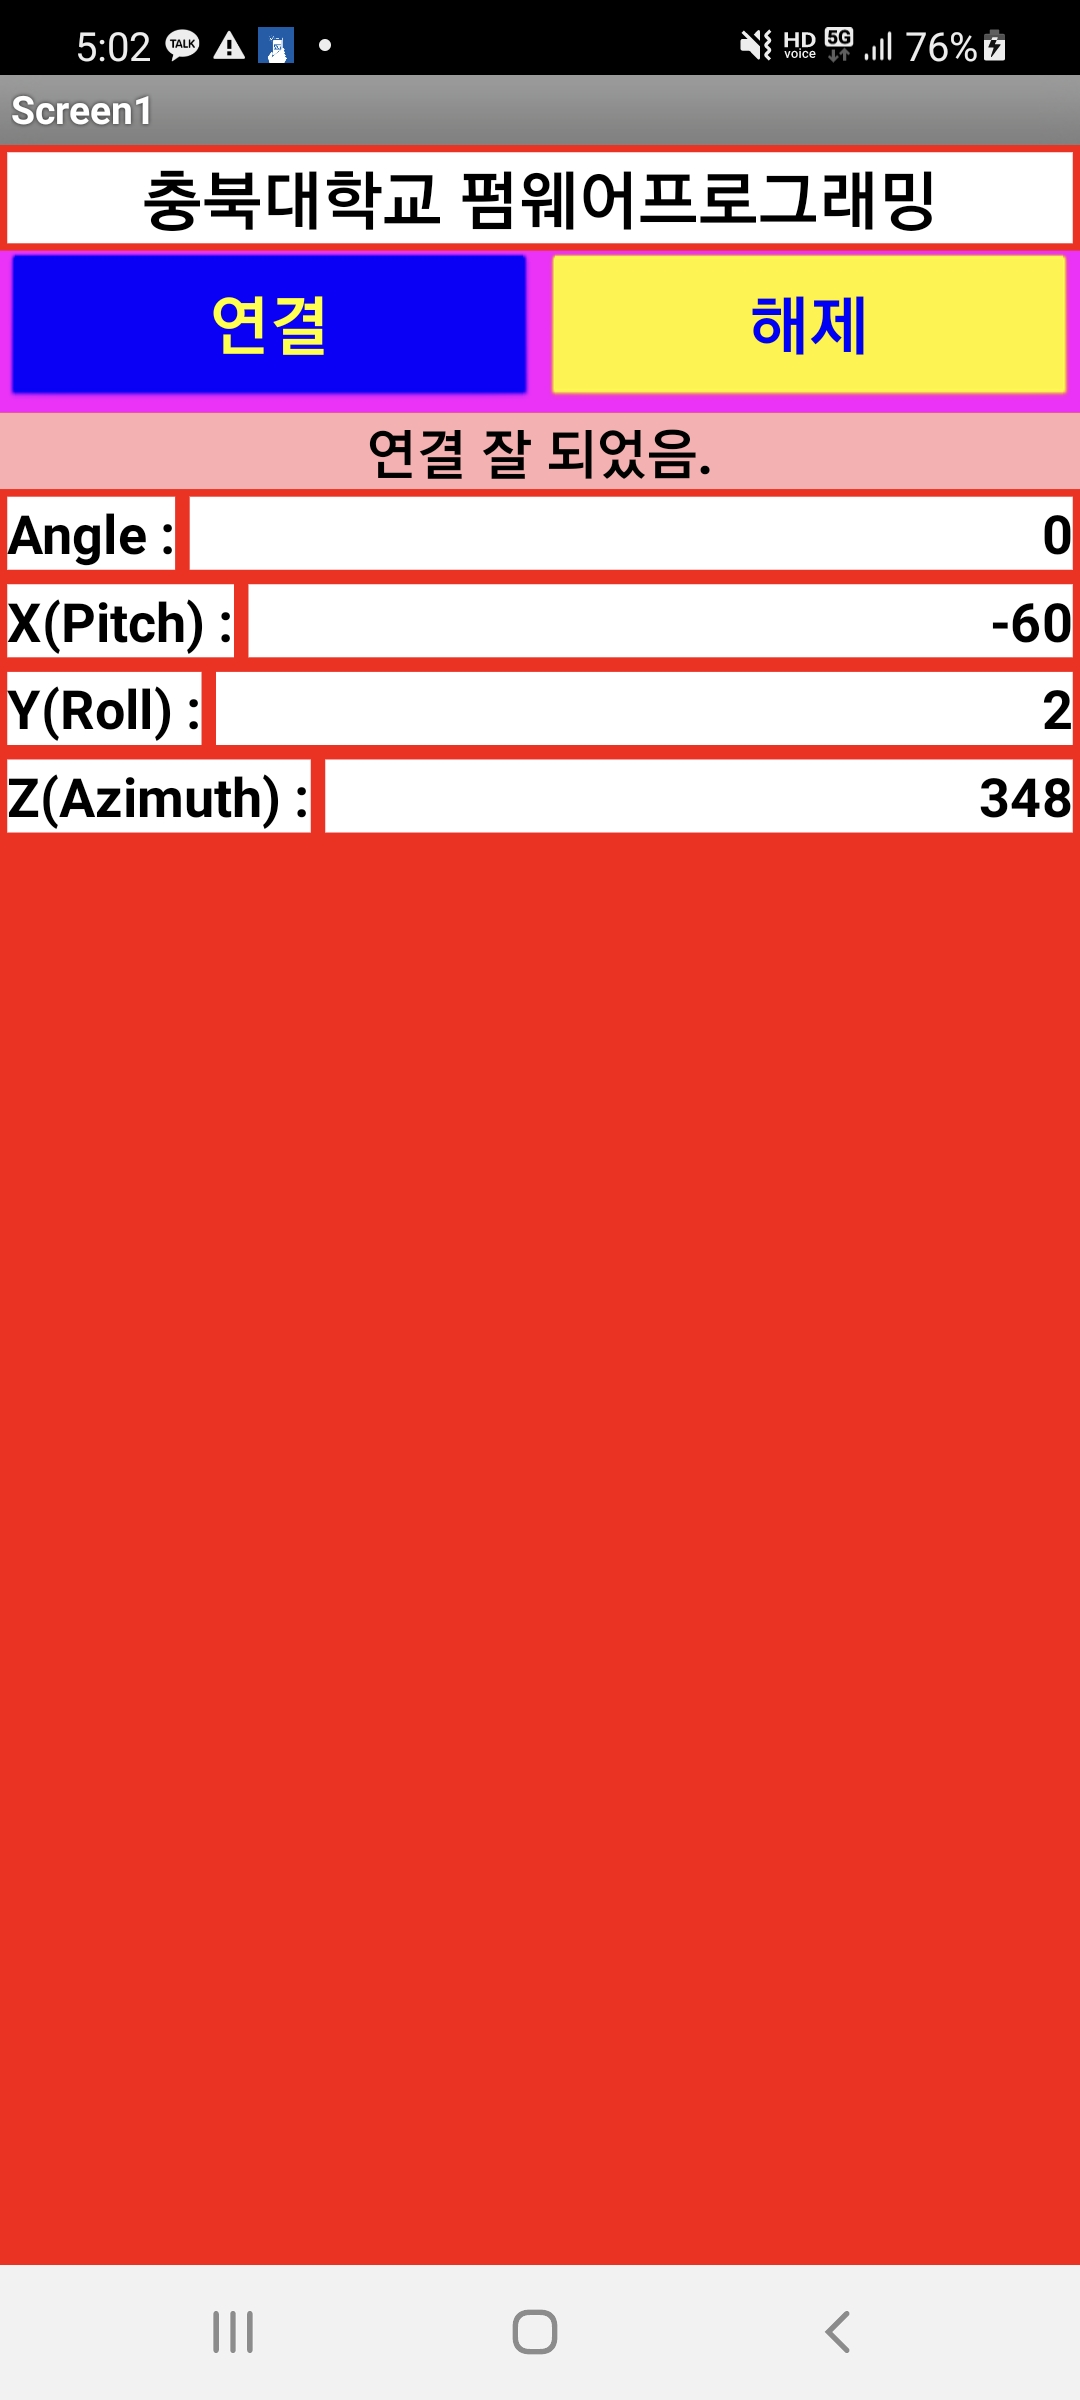 5:02 TALK HD voice 5G 76%
Screen1
충북대학교 펌웨어프로그래밍
연결 해제
연결 잘 되었음.
Angle : 0
X(Pitch) : -60
Y(Roll) : 2
Z(Azimuth) : 348